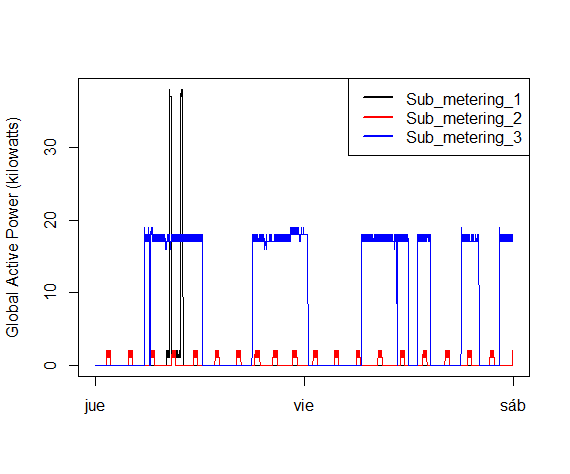 Sub_metering_1
Sub_metering_2
Sub_metering_3
Global Active Power (kilowatts)
30
20
10
0
jue vie sáb